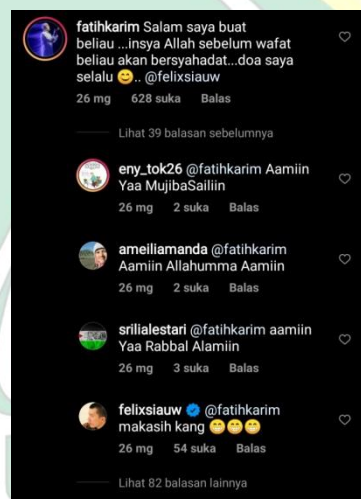 fatihkarim Salam saya buat
beliau ...insya Allah sebelum wafat
beliau akan bersyahadat...doa saya
selalu 😊.. @felixsiauw
26 mg 628 suka Balas
Lihat 39 balasan sebelumnya
eny_tok26 @fatihkarim Aamiin
Yaa MujibaSailiin
26 mg 2 suka Balas
ameiliamanda @fatihkarim
Aamiin Allahumma Aamiin
26 mg 2 suka Balas
srilialestari @fatihkarim aamiin
Yaa Rabbal Alamiin
26 mg 3 suka Balas
felixsiauw @fatihkarim
makasih kang 😁😁😁
26 mg 54 suka Balas
Lihat 82 balasan lainnya